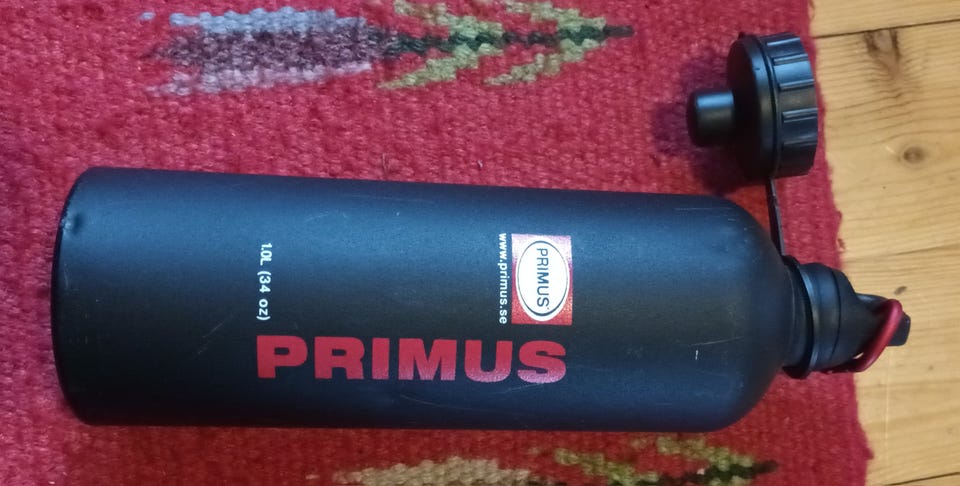 PRIMUS
www.primus.se
1.0L (34 oz)
PRIMUS